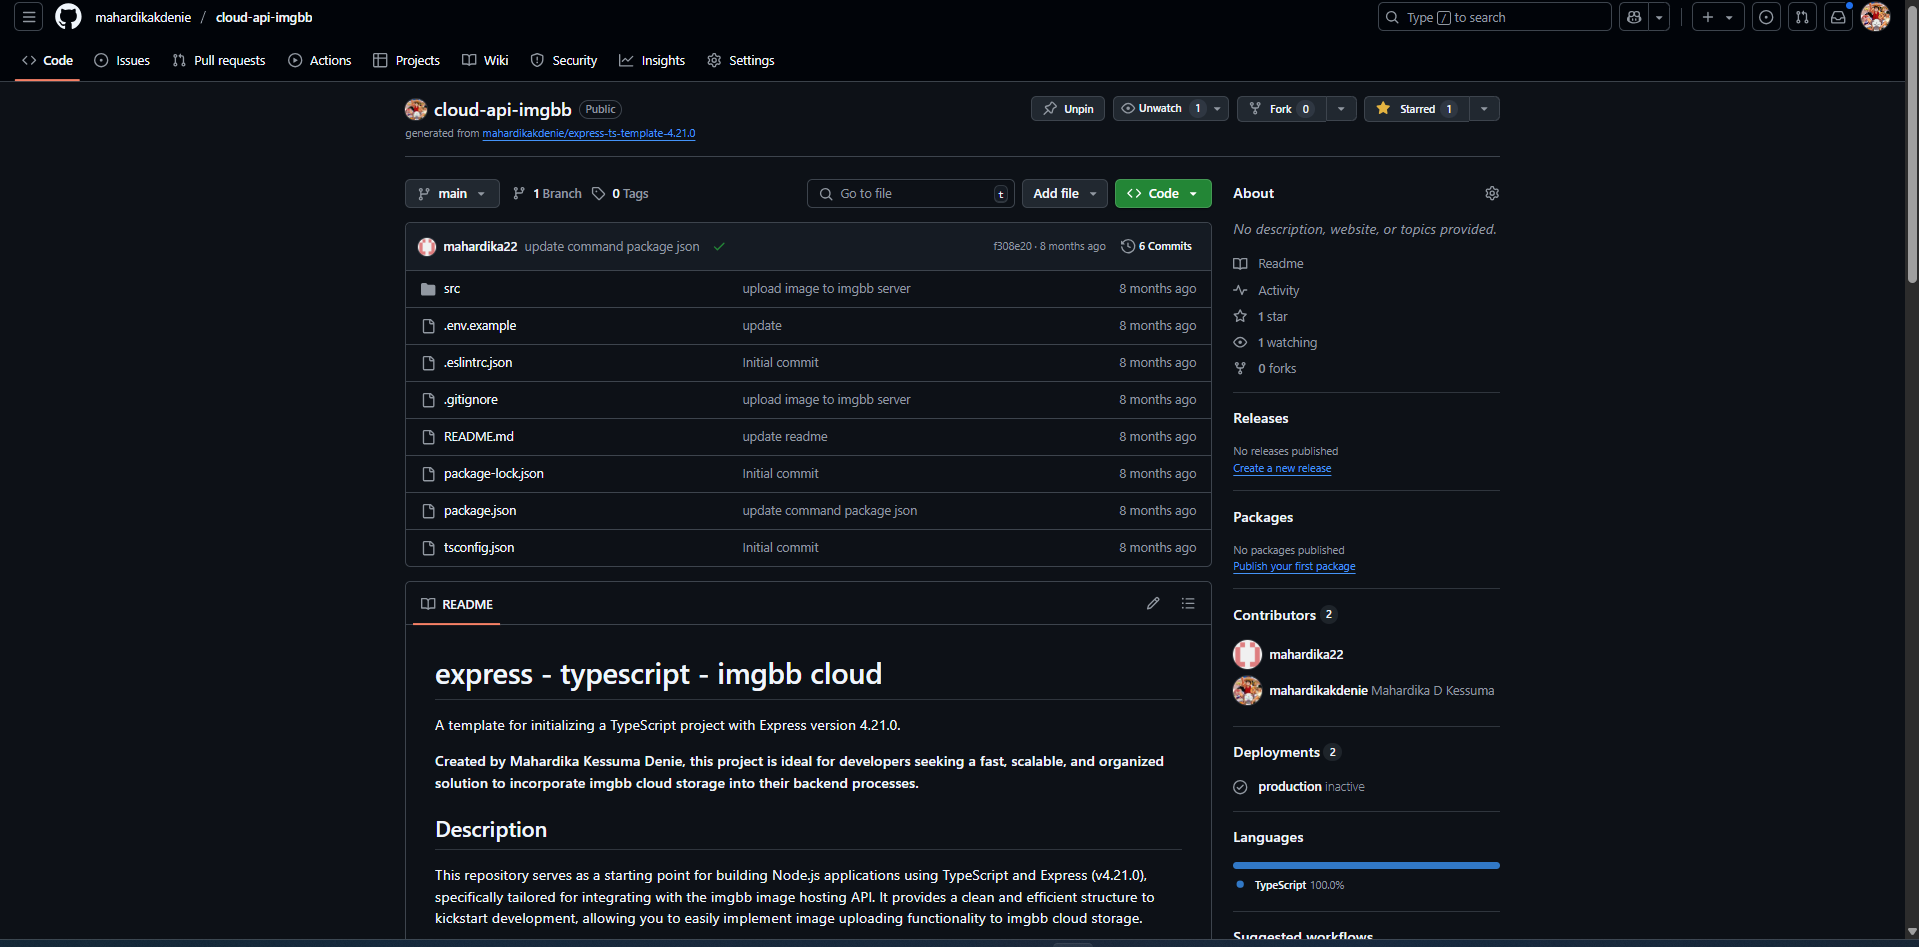 mahardikakdenie / cloud-api-imgbb
Type / to search
Code Issues Pull requests Actions Projects Wiki Security Insights Settings
cloud-api-imgbb Public
Unpin Unwatch 1 Fork 0 Starred 1
generated from mahardikakdenie/express-ts-template-4.21.0
main 1 Branch 0 Tags Go to file t Add file Code
mahardika22 update command package json f308e20 · 8 months ago 6 Commits
src upload image to imgbb server 8 months ago
.env.example update 8 months ago
.eslintrc.json Initial commit 8 months ago
.gitignore upload image to imgbb server 8 months ago
README.md update readme 8 months ago
package-lock.json Initial commit 8 months ago
package.json update command package json 8 months ago
tsconfig.json Initial commit 8 months ago
README
express - typescript - imgbb cloud
A template for initializing a TypeScript project with Express version 4.21.0.
Created by Mahardika Kessuma Denie, this project is ideal for developers seeking a fast, scalable, and organized
solution to incorporate imgbb cloud storage into their backend processes.
Description
This repository serves as a starting point for building Node.js applications using TypeScript and Express (v4.21.0),
specifically tailored for integrating with the imgbb image hosting API. It provides a clean and efficient structure to
kickstart development, allowing you to easily implement image uploading functionality to imgbb cloud storage.
About
No description, website, or topics provided.
Readme
Activity
1 star
1 watching
0 forks
Releases
No releases published
Create a new release
Packages
No packages published
Publish your first package
Contributors 2
mahardika22
mahardikakdenie Mahardika D Kessuma
Deployments 2
production inactive
Languages
TypeScript 100.0%
Suggested workflows